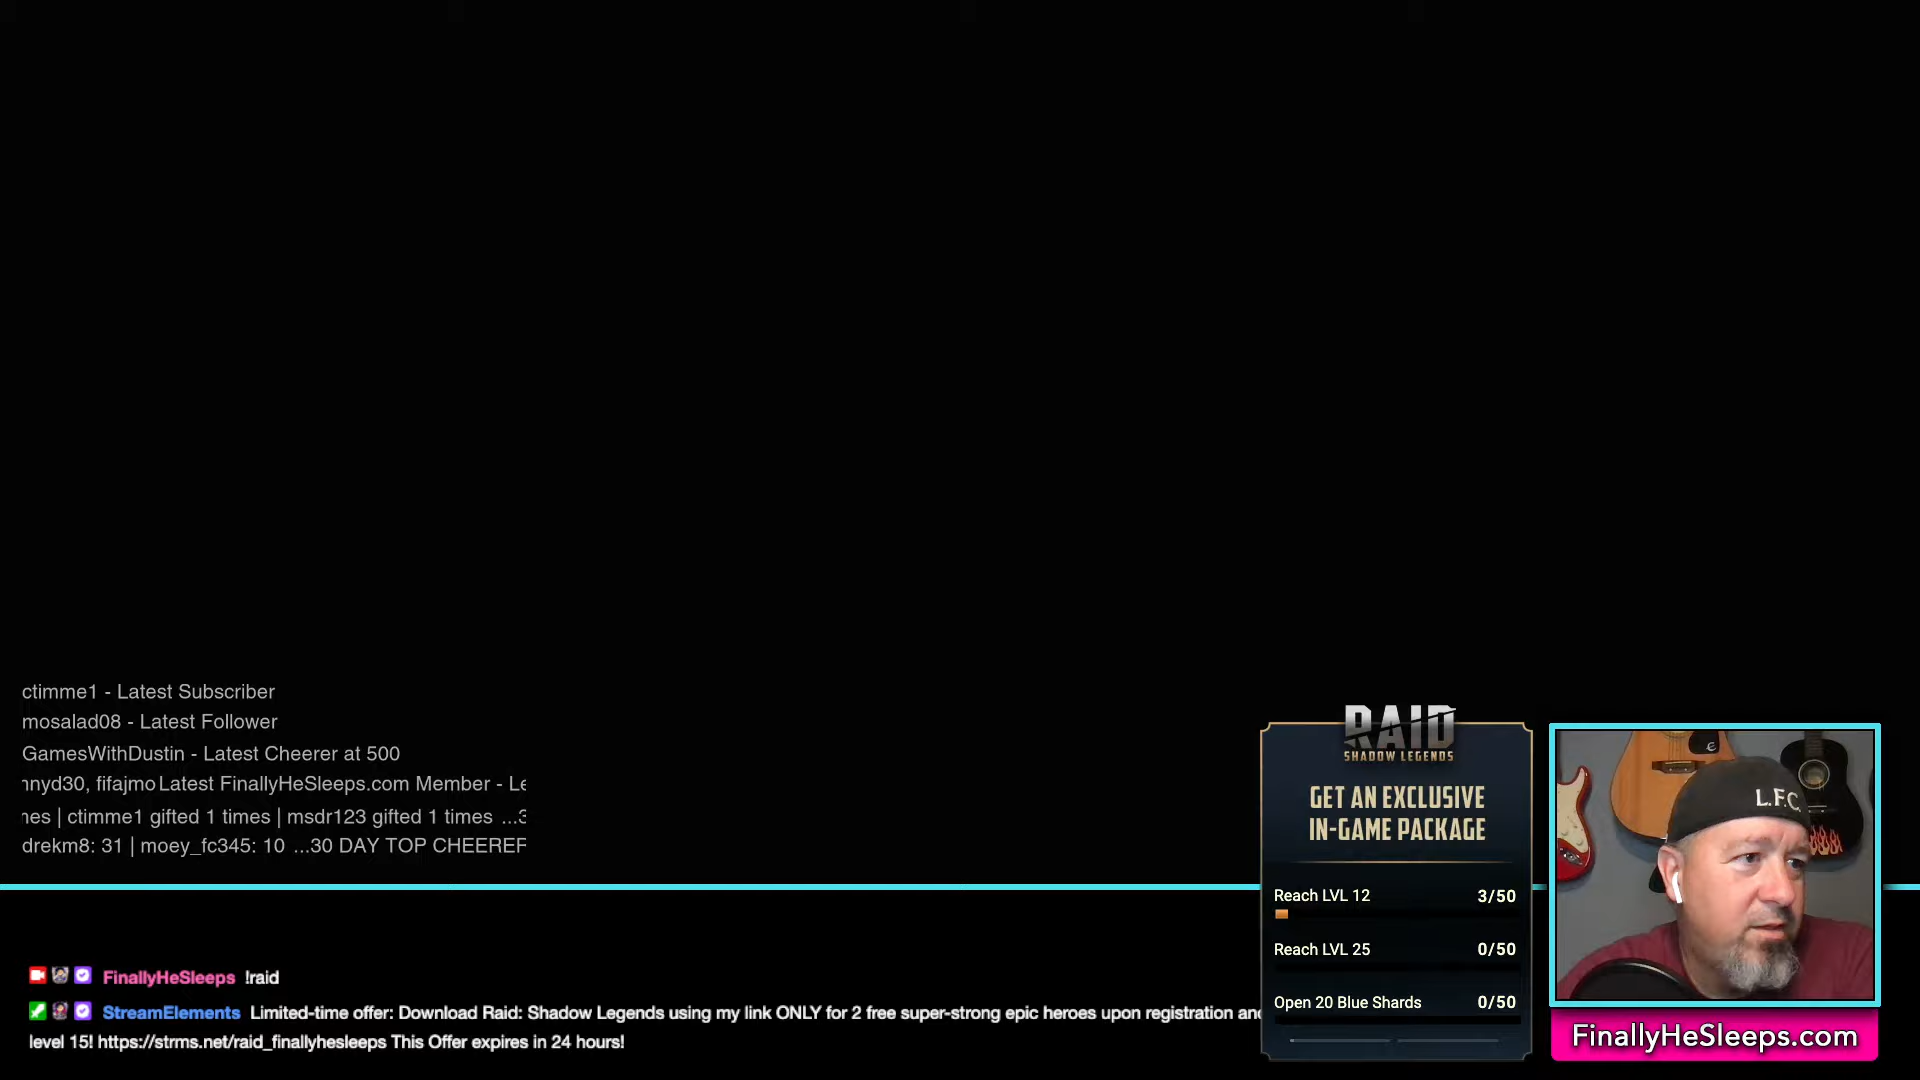 ctimme1 - Latest Subscriber
mosalad08 - Latest Follower
GamesWithDustin - Latest Cheerer at 500
nnyd30, fifajmo Latest FinallyHeSleeps.com Member - Le
nes | ctimme1 gifted 1 times | msdr123 gifted 1 times ...3
drekm8: 31 | moey_fc345: 10 ...30 DAY TOP CHEERER
FinallyHeSleeps !raid
StreamElements Limited-time offer: Download Raid: Shadow Legends using my link ONLY for 2 free super-strong epic heroes upon registration and
level 15! https://strms.net/raid_finallyhesleeps This Offer expires in 24 hours!
RAID
SHADOW LEGENDS
GET AN EXCLUSIVE
IN-GAME PACKAGE
Reach LVL 12 3/50
Reach LVL 25 0/50
Open 20 Blue Shards 0/50
L.F.C.
FinallyHeSleeps.com